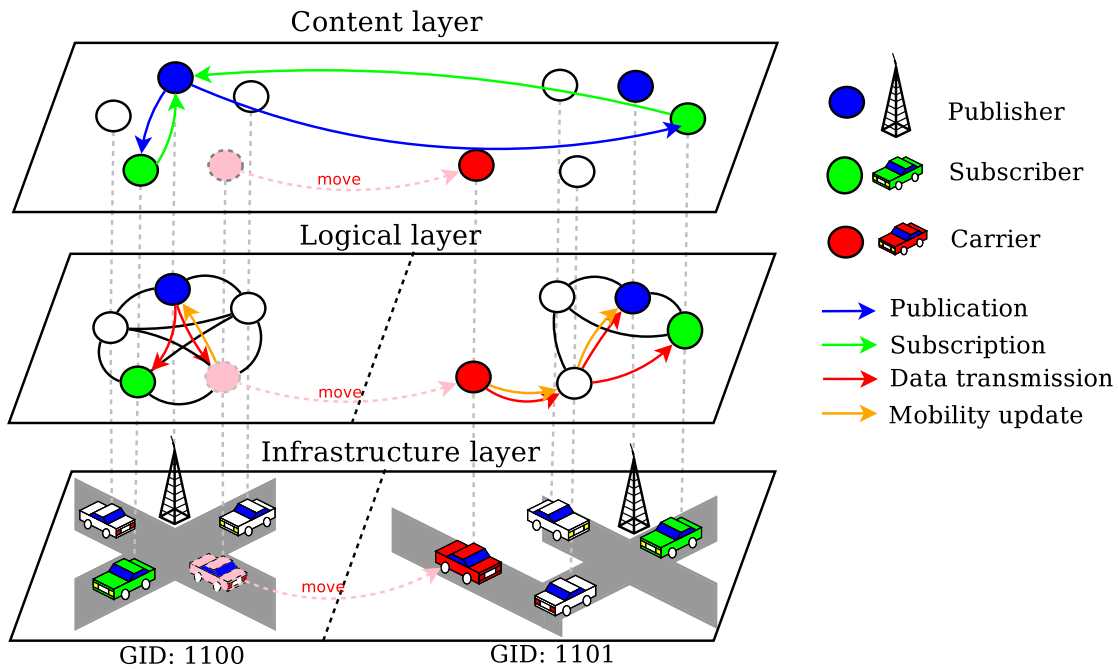 Content layer
Publisher
Subscriber
move
Carrier
Logical layer
Publication
Subscription
Data transmission
move
Mobility update
Infrastructure layer
move
GID: 1100
GID: 1101